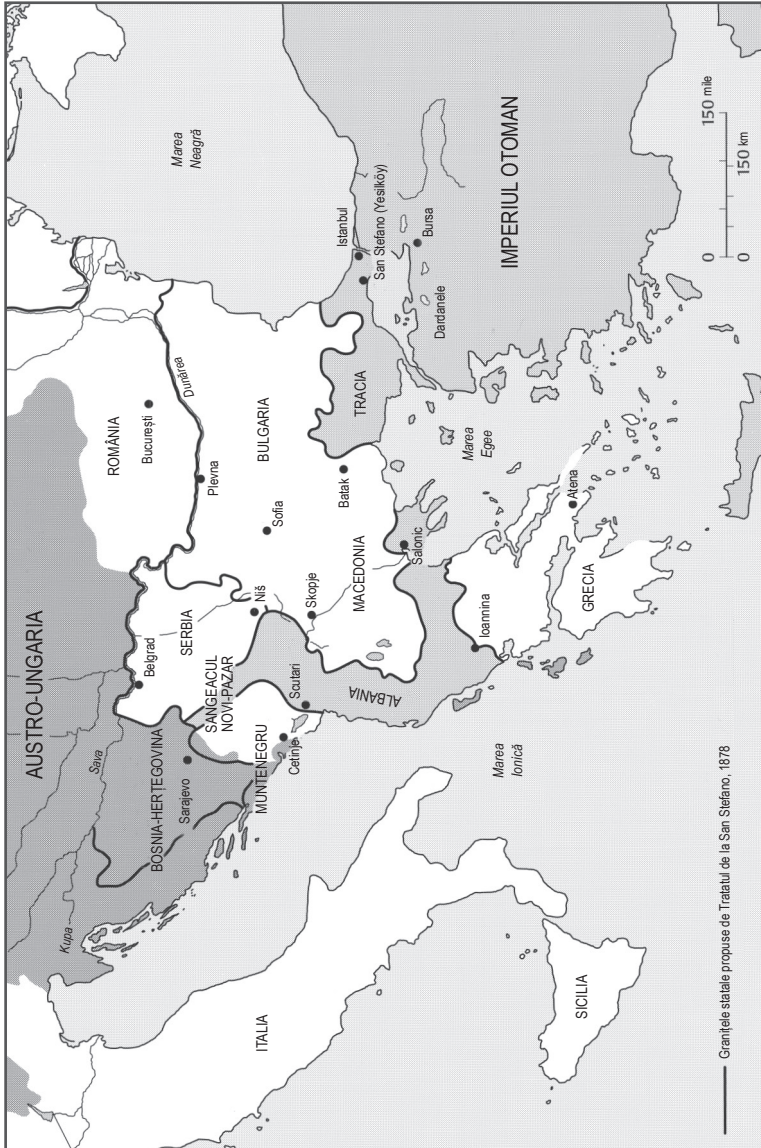 AUSTRO-UNGARIA
ROMÂNIA
București
Marea
Neagră
Dunărea
Sava
Kupa
Belgrad
SERBIA
Plevna
BULGARIA
Sofia
Niš
BOSNIA-HERȚEGOVINA
Sarajevo
SANGEACUL
NOVI-PAZAR
MUNTENEGRU
Cetinje
Scutari
Skopje
MACEDONIA
Batak
TRACIA
Istanbul
San Stefano (Yesilköy)
Dardanele
Bursa
IMPERIUL OTOMAN
ALBANIA
Salonic
Ioannina
Marea
Egee
GRECIA
Atena
Marea
Ionică
ITALIA
SICILIA
0 150 mile
0 150 km
Granițele statale propuse de Tratatul de la San Stefano, 1878